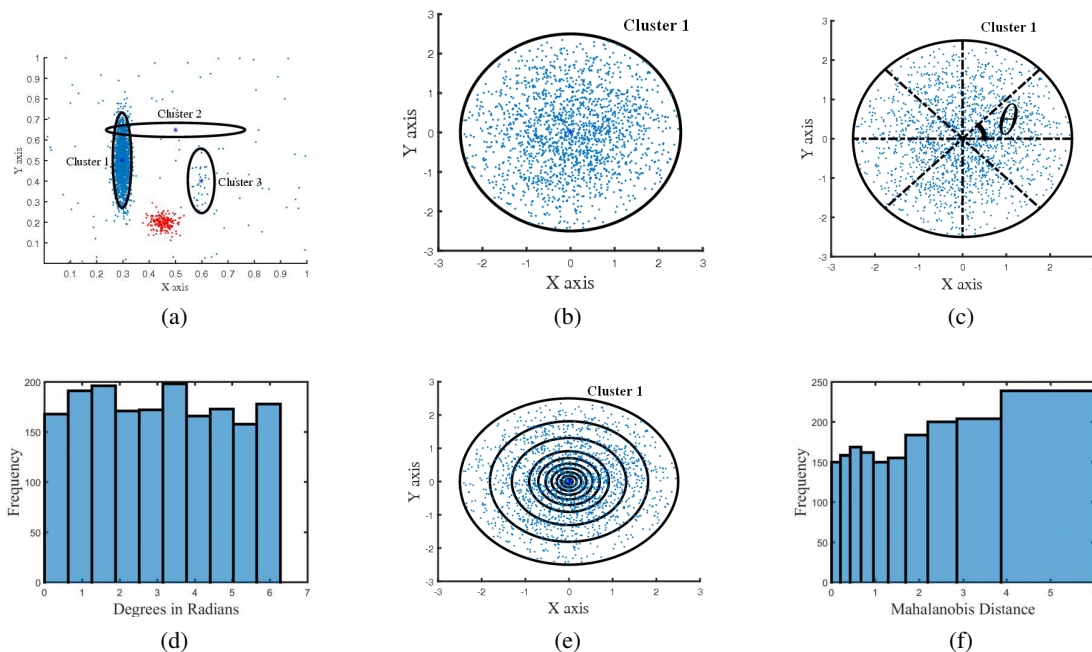 1
0.9
0.8
0.7
0.6
0.5
0.4
0.3
0.2
0.1
Y axis
Cluster 2
Cluster 1
Cluster 3
0.1 0.2 0.3 0.4 0.5 0.6 0.7 0.8 0.9 1
X axis
(a)
Cluster 1
3
2
1
0
-1
-2
-3
Y axis
-3 -2 -1 0 1 2 3
X axis
(b)
Cluster 1
3
2
1
0
-1
-2
-3
Y axis
θ
-3 -2 -1 0 1 2
X axis
(c)
200
150
100
50
0
Frequency
0 1 2 3 4 5 6 7
Degrees in Radians
(d)
Cluster 1
3
2
1
0
-1
-2
-3
Y axis
-3 -2 -1 0 1 2 3
X axis
(e)
250
200
150
100
50
0
Frequency
0 1 2 3 4 5 6
Mahalanobis Distance
(f)